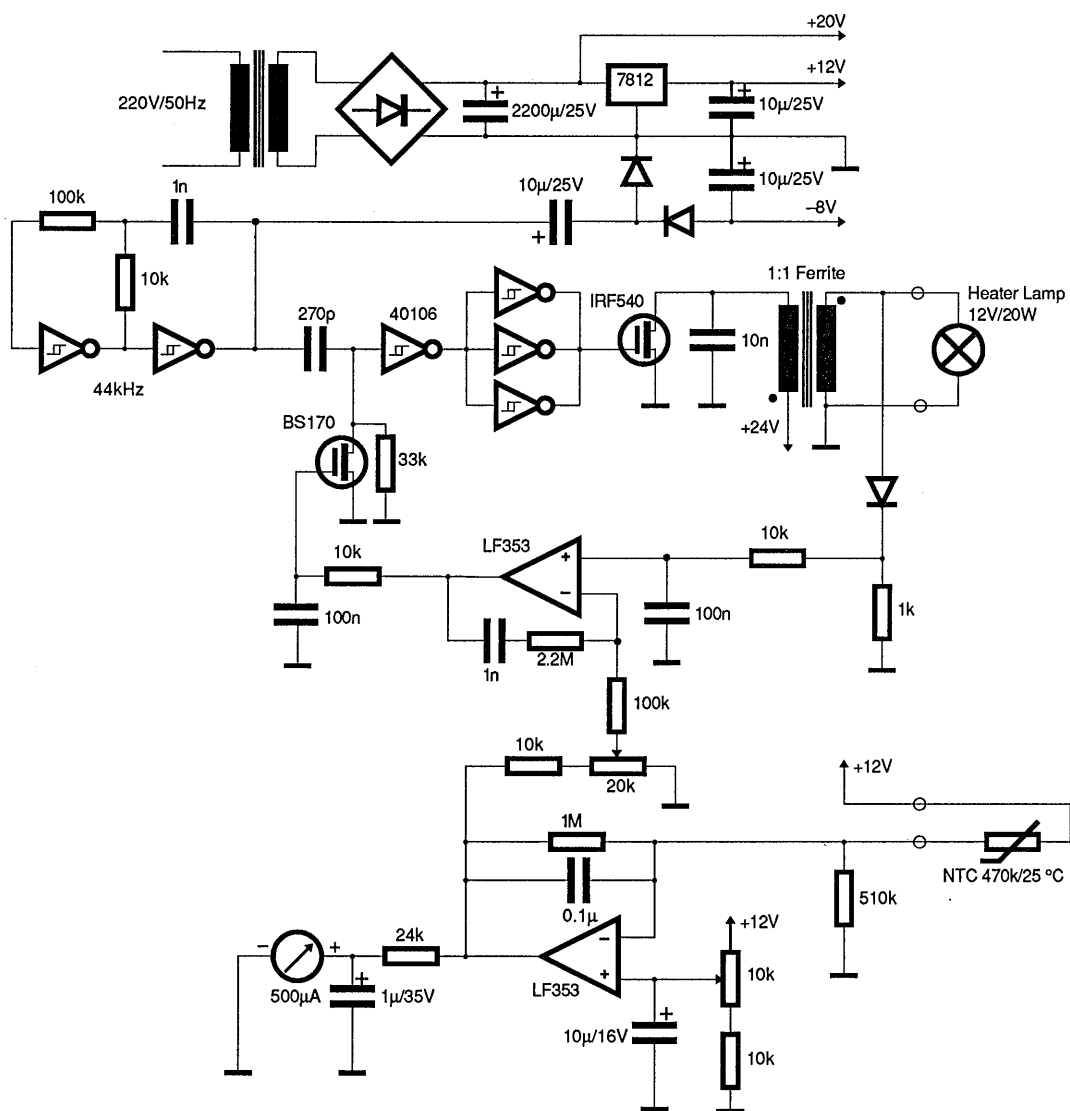 +20V
7812
+12V
220V/50Hz
+
2200µ/25V
+
10µ/25V
+
10µ/25V
100k
1n
10µ/25V
+
–8V
10k
1:1 Ferrite
Heater Lamp
12V/20W
270p
40106
IRF540
10n
44kHz
BS170
+24V
33k
LF353
10k
10k
+
–
100n
100n
1k
1n
2.2M
100k
10k
20k
+12V
1M
NTC 470k/25 ºC
0.1µ
510k
+12V
24k
–
–
+
+
10k
500µA
+
1µ/35V
LF353
10µ/16V
+
10k